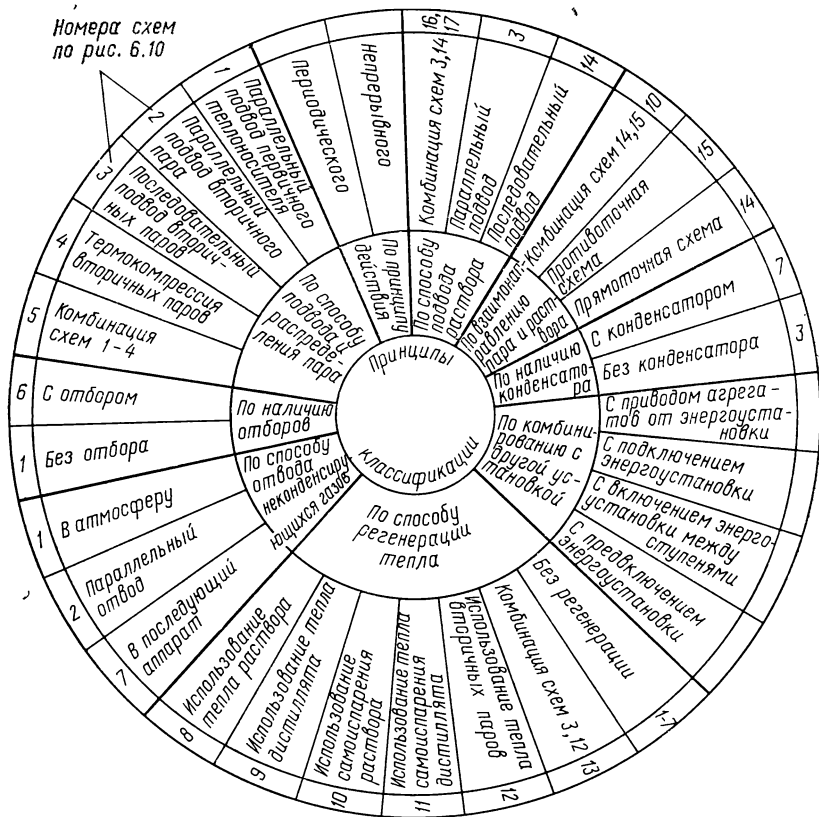 Номера схем
по рис. 6.10
Принципы
классификации
По принципу
действия
Периодического
Непрерывного
По способу
подвода
раствора
16,
17
Комбинация схем 3,14
3
Параллельный
подвод
14
Последовательный
подвод
По взаимонап-
равлению
пара и раст-
вора
10
Комбинация схем 14, 15
15
Противоточная
схема
14
Прямоточная схема
По наличию
конденсато-
ра
7
С конденсатором
3
Без конденсатора
По комбини-
рованию с
другой ус-
тановкой
С приводом агрега-
тов от энергоуста-
новки
С подключением
энергоустановки
С включением энерго-
установки между
ступенями
С предвключением
энергоустановки
По способу
регенерации
тепла
1-7
Без регенерации
13
Комбинация схем 3, 12
12
Использование тепла
вторичных паров
11
Использование тепла
самоиспарения
дистиллята
10
Использование
самоиспарения
раствора
9
Использование тепла
дистиллята
8
Использование
тепла раствора
По способу
отвода
неконденсиру-
ющихся газов
7
В последующий
аппарат
2
Параллельный
отвод
1
В атмосферу
По наличию
отборов
1
Без отбора
6
С отбором
По способу
подвода и
распреде-
ления пара
5
Комбинация
схем 1-4
4
Термокомпрессия
вторичных паров
3
Последовательный
подвод вторич-
ных паров
2
Параллельный
подвод вторичного
пара
1
Параллельный
подвод первичного
теплоносителя